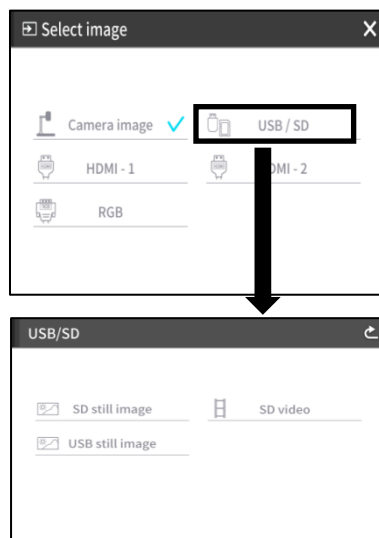 Select image
Camera image
USB / SD
HDMI - 1
DMI - 2
RGB
USB/SD
SD still image
SD video
USB still image